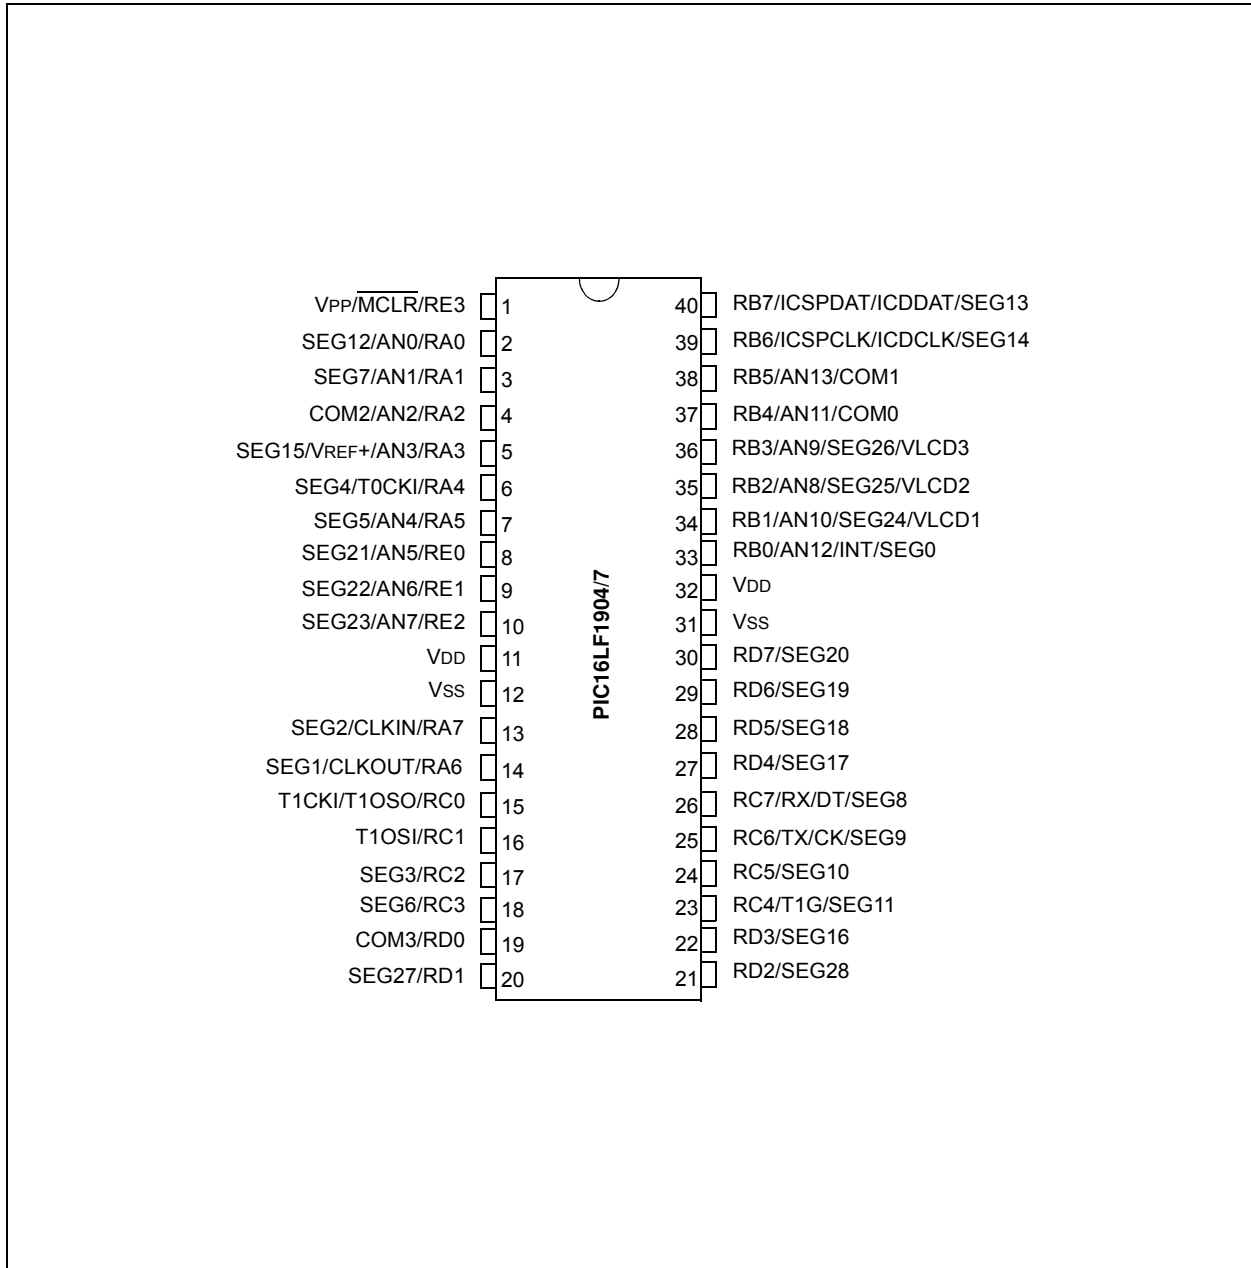 VPP/MCLR/RE3 1 40 RB7/ICSPDAT/ICDDAT/SEG13
SEG12/AN0/RA0 2 39 RB6/ICSPCLK/ICDCLK/SEG14
SEG7/AN1/RA1 3 38 RB5/AN13/COM1
COM2/AN2/RA2 4 37 RB4/AN11/COM0
SEG15/VREF+/AN3/RA3 5 36 RB3/AN9/SEG26/VLCD3
SEG4/T0CKI/RA4 6 35 RB2/AN8/SEG25/VLCD2
SEG5/AN4/RA5 7 34 RB1/AN10/SEG24/VLCD1
SEG21/AN5/RE0 8 33 RB0/AN12/INT/SEG0
SEG22/AN6/RE1 9 32 VDD
SEG23/AN7/RE2 10 31 VSS
VDD 11 30 RD7/SEG20
VSS 12 29 RD6/SEG19
SEG2/CLKIN/RA7 13 28 RD5/SEG18
SEG1/CLKOUT/RA6 14 27 RD4/SEG17
T1CKI/T1OSO/RC0 15 26 RC7/RX/DT/SEG8
T1OSI/RC1 16 25 RC6/TX/CK/SEG9
SEG3/RC2 17 24 RC5/SEG10
SEG6/RC3 18 23 RC4/T1G/SEG11
COM3/RD0 19 22 RD3/SEG16
SEG27/RD1 20 21 RD2/SEG28
PIC16LF1904/7